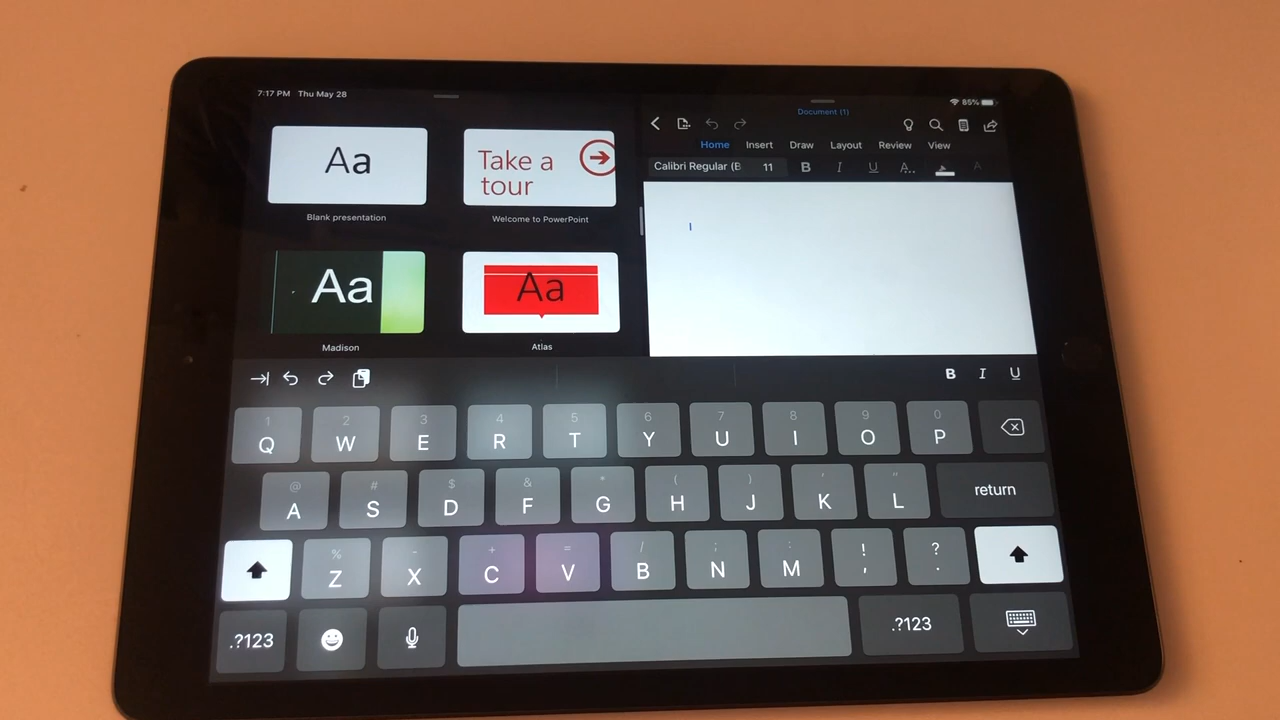 7:17 PM Thu May 28
85%
Aa
Blank presentation
Take a
tour
Welcome to PowerPoint
Aa
Madison
Aa
Atlas
Document (1)
Home Insert Draw Layout Review View
Calibri Regular (B 11 B I U A... A
B I U
1 2 3 4 5 6 7 8 9 0
Q W E R T Y U I O P
@ # $ & * ( ) ' "
A S D F G H J K L return
% - + = / ; : ! ?
Z X C V B N M , .
.?123 .?123